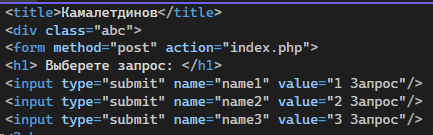 <title>Камалетдинов</title>
<div class="abc">
<form method="post" action="index.php">
<h1> Выберете запрос: </h1>
<input type="submit" name="name1" value="1 Запрос"/>
<input type="submit" name="name2" value="2 Запрос"/>
<input type="submit" name="name3" value="3 Запрос"/>